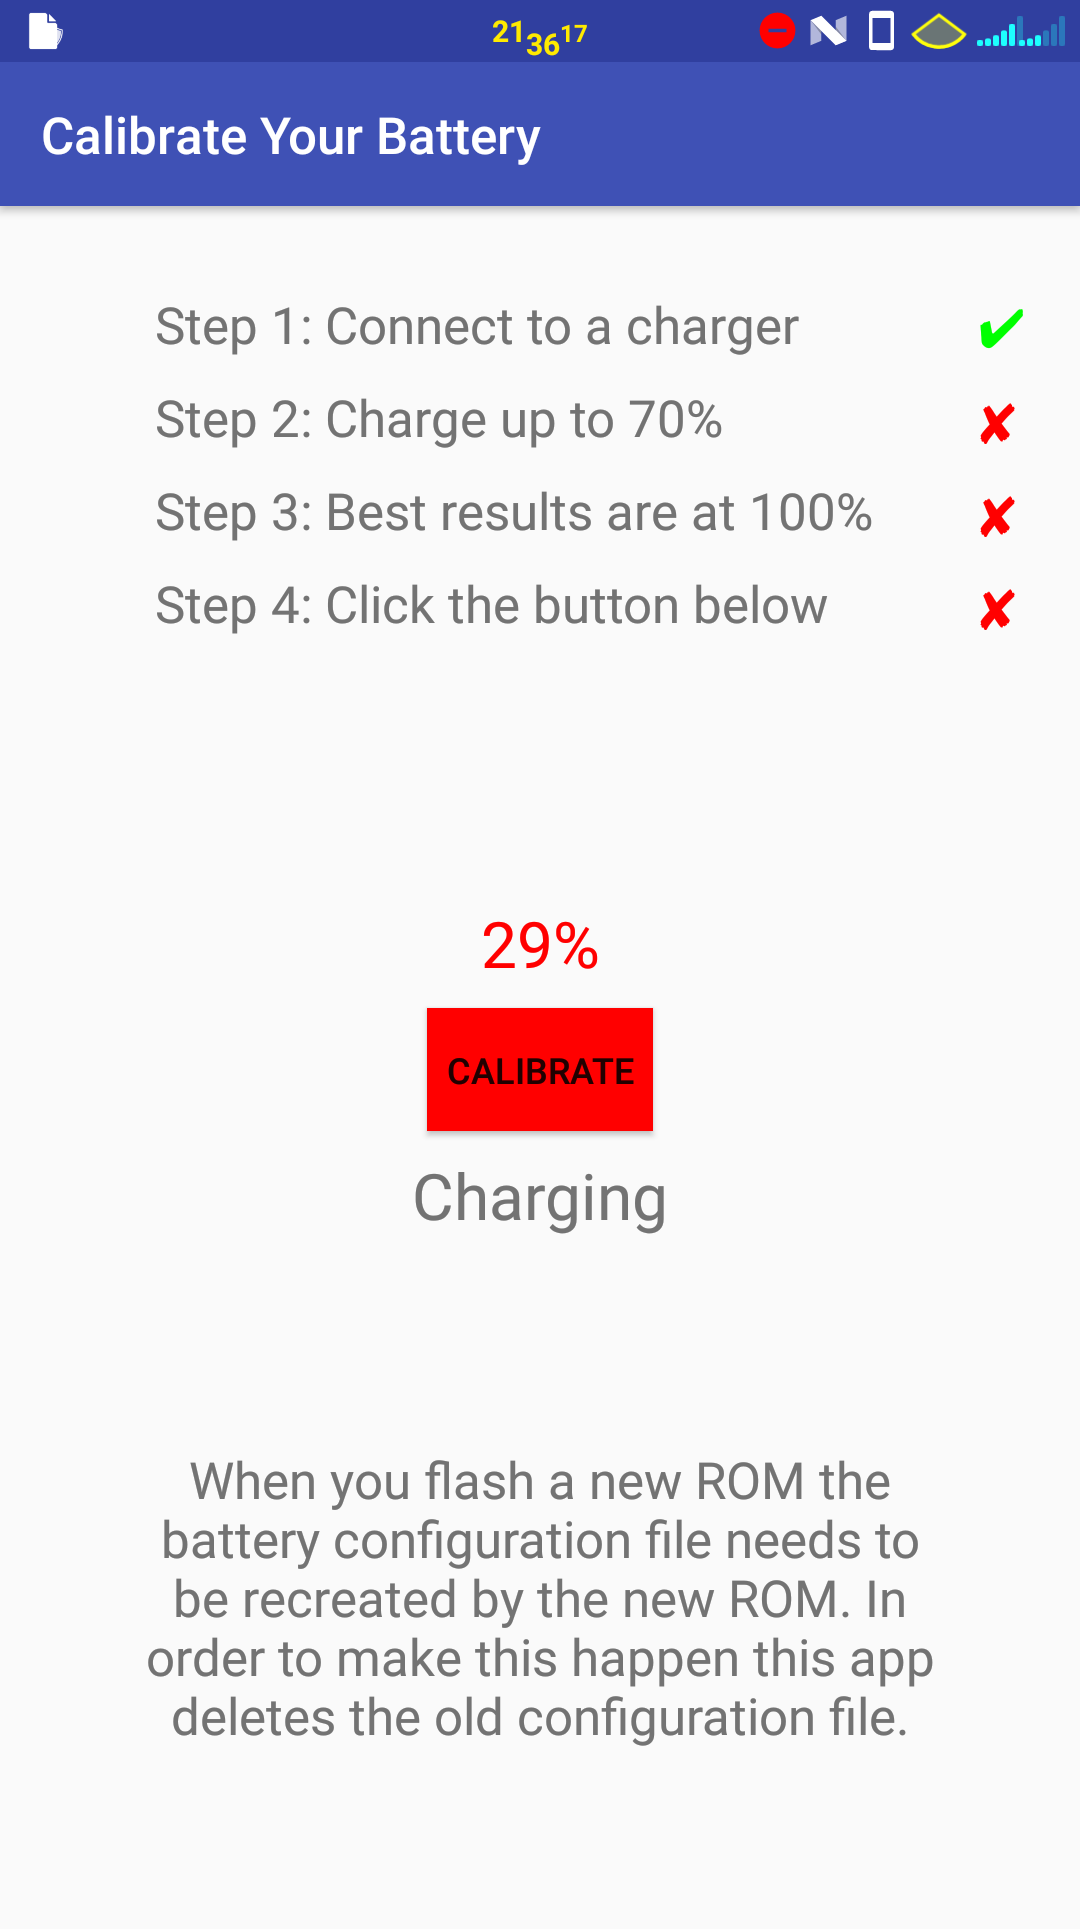 21 36 17
Calibrate Your Battery
Step 1: Connect to a charger ✔
Step 2: Charge up to 70% ✘
Step 3: Best results are at 100% ✘
Step 4: Click the button below ✘
29%
CALIBRATE
Charging
When you flash a new ROM the
battery configuration file needs to
be recreated by the new ROM. In
order to make this happen this app
deletes the old configuration file.